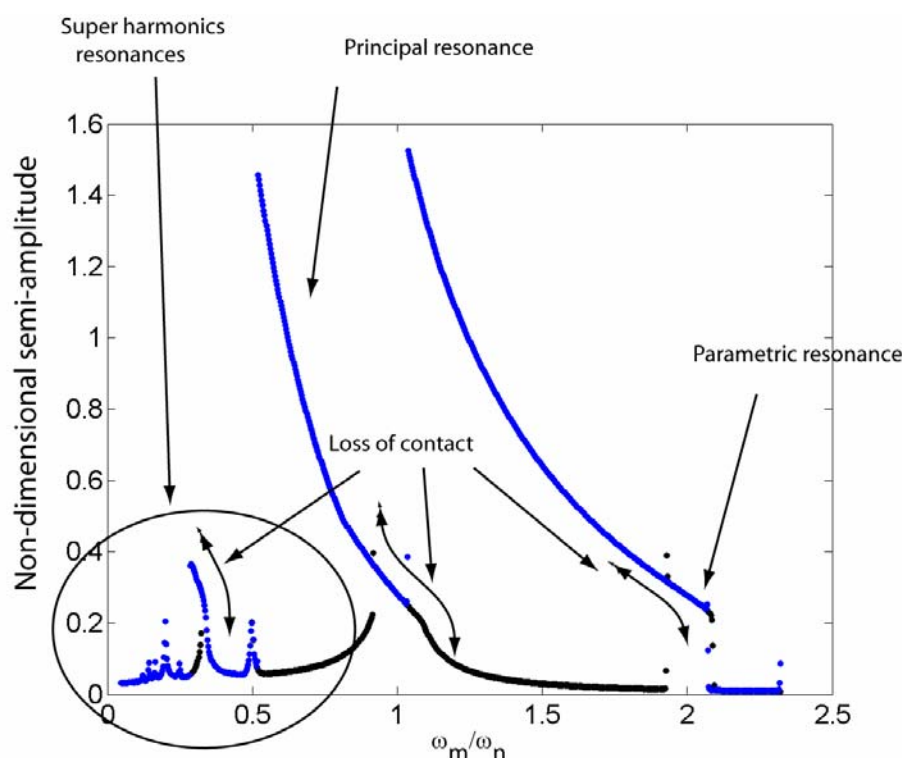 Super harmonics
resonances
Principal resonance
1.6
1.4
1.2
1
0.8
0.6
0.4
0.2
0
Non-dimensional semi-amplitude
Parametric resonance
Loss of contact
0 0.5 1 1.5 2 2.5
ωm/ωn